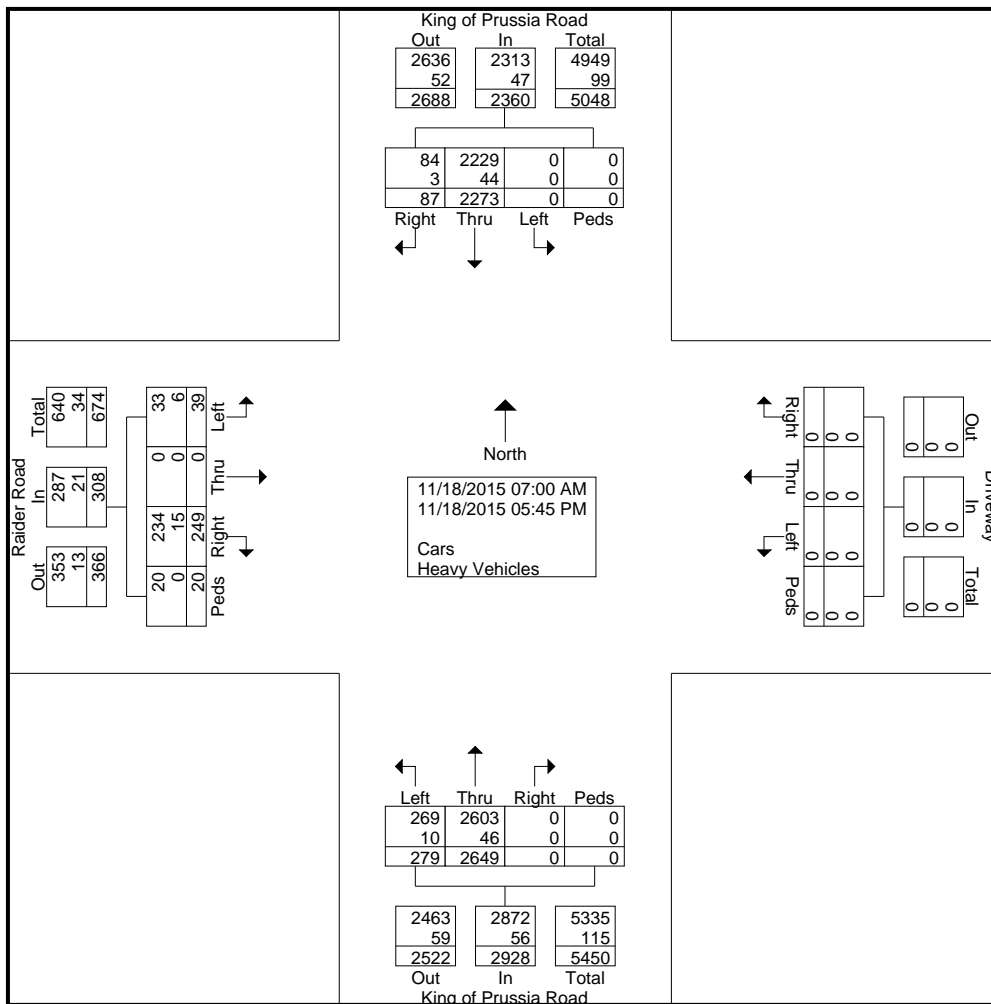 King of Prussia Road
Out In Total
2636 2313 4949
52 47 99
2688 2360 5048
84 2229 0 0
3 44 0 0
87 2273 0 0
Right Thru Left Peds
Total
640
34
674
In
287
21
308
Out
353
13
366
Raider Road
33
6
39
Left
0
0
0
Thru
234
15
249
Right
20
0
20
Peds
North
11/18/2015 07:00 AM
11/18/2015 05:45 PM
Cars
Heavy Vehicles
Right
0
0
0
Thru
0
0
0
Left
0
0
0
Peds
0
0
0
Out
0
0
0
In
0
0
0
Total
0
0
0
Driveway
Left Thru Right Peds
269 2603 0 0
10 46 0 0
279 2649 0 0
2463 2872 5335
59 56 115
2522 2928 5450
Out In Total
King of Prussia Road